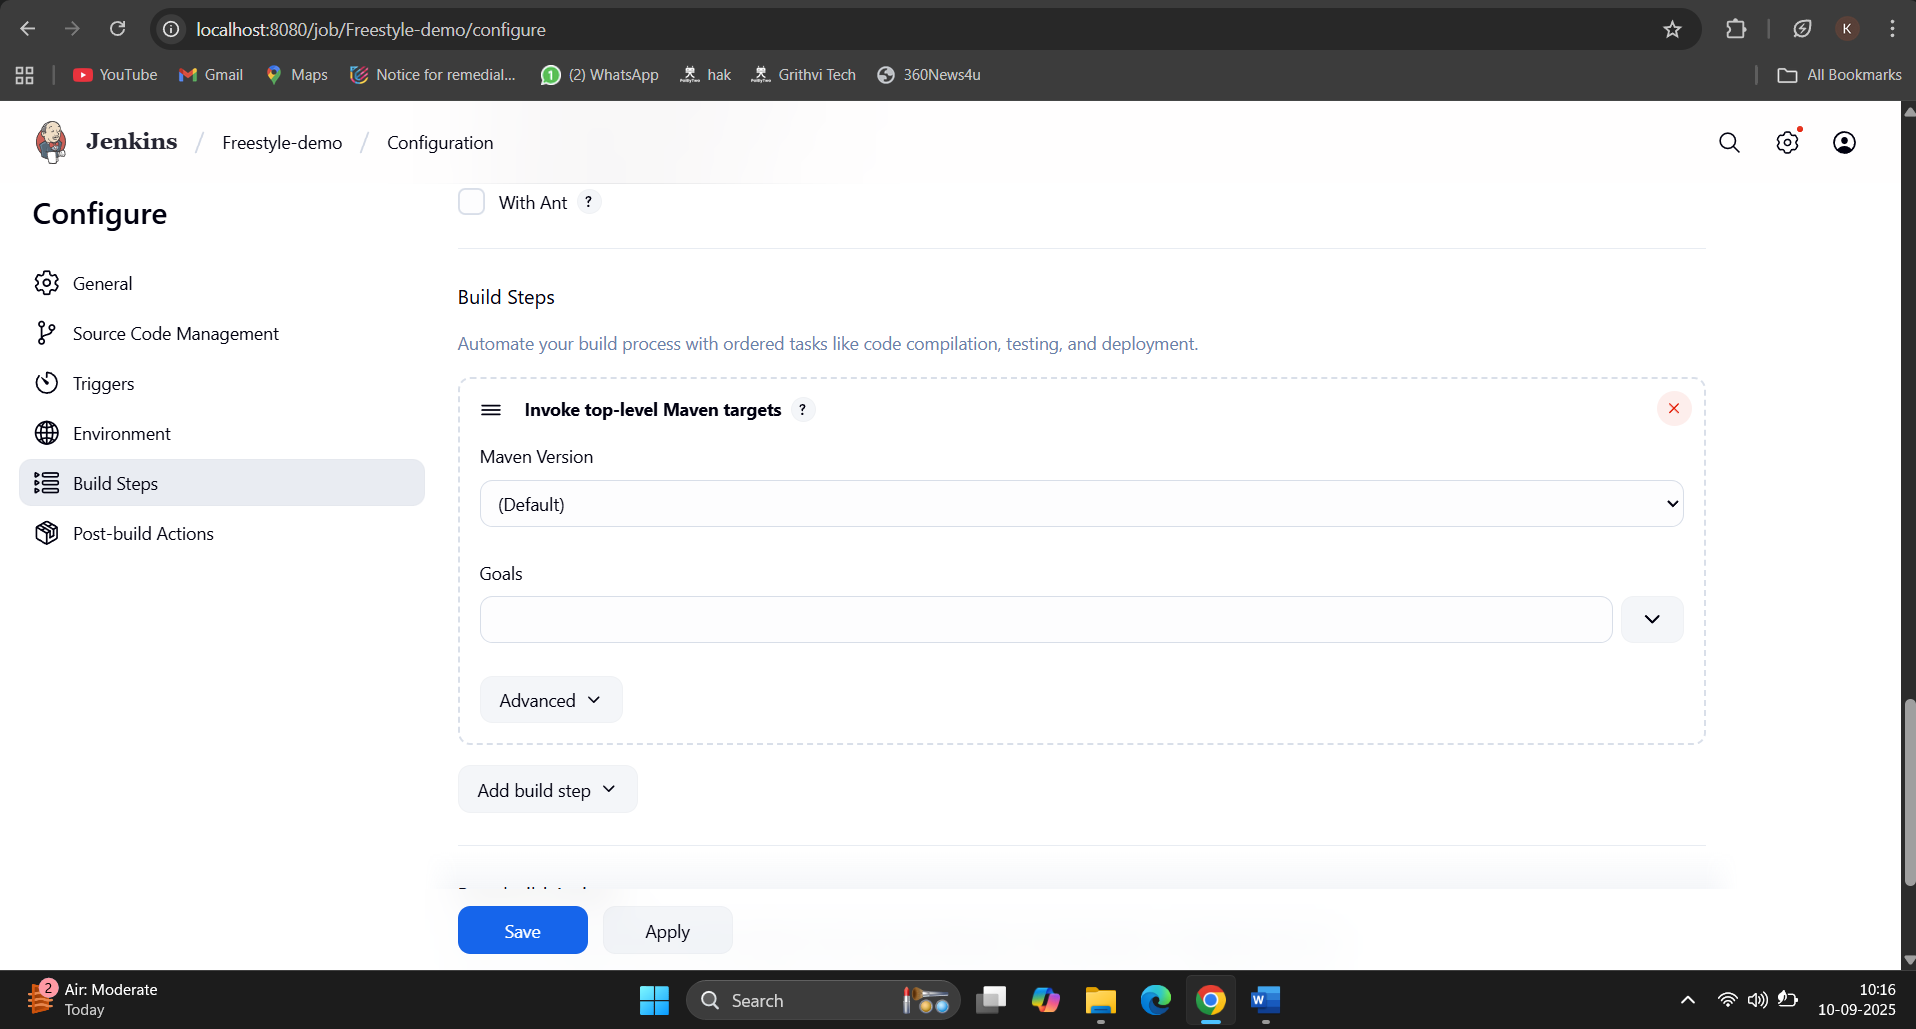 localhost:8080/job/Freestyle-demo/configure
K
YouTube Gmail Maps Notice for remedial... (2) WhatsApp hak Grithvi Tech 360News4u All Bookmarks
Jenkins / Freestyle-demo / Configuration
Configure
General
Source Code Management
Triggers
Environment
Build Steps
Post-build Actions
With Ant ?
Build Steps
Automate your build process with ordered tasks like code compilation, testing, and deployment.
Invoke top-level Maven targets ?
Maven Version
(Default)
Goals
Advanced
Add build step
Save Apply
2
Air: Moderate
Today
Search
10:16
10-09-2025